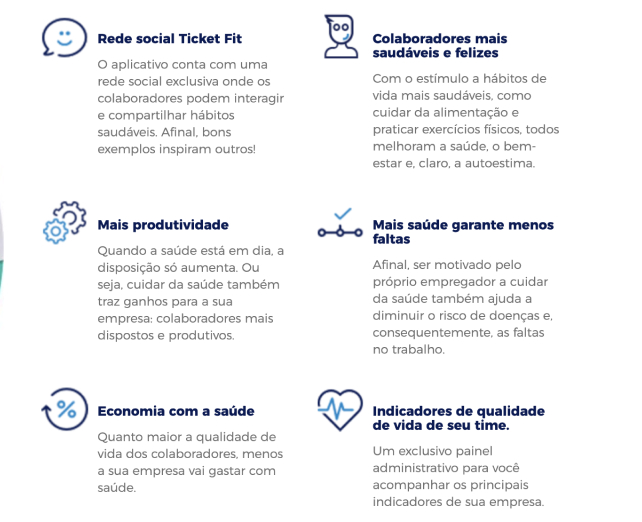 Rede social Ticket Fit
O aplicativo conta com uma
rede social exclusiva onde os
colaboradores podem interagir
e compartilhar hábitos
saudáveis. Afinal, bons
exemplos inspiram outros!
Colaboradores mais
saudáveis e felizes
Com o estímulo a hábitos de
vida mais saudáveis, como
cuidar da alimentação e
praticar exercícios físicos, todos
melhoram a saúde, o bem-
estar e, claro, a autoestima.
Mais produtividade
Quando a saúde está em dia, a
disposição só aumenta. Ou
seja, cuidar da saúde também
traz ganhos para a sua
empresa: colaboradores mais
dispostos e produtivos.
Mais saúde garante menos
faltas
Afinal, ser motivado pelo
próprio empregador a cuidar
da saúde também ajuda a
diminuir o risco de doenças e,
consequentemente, as faltas
no trabalho.
%
Economia com a saúde
Quanto maior a qualidade de
vida dos colaboradores, menos
a sua empresa vai gastar com
saúde.
Indicadores de qualidade
de vida de seu time.
Um exclusivo painel
administrativo para você
acompanhar os principais
indicadores de sua empresa.